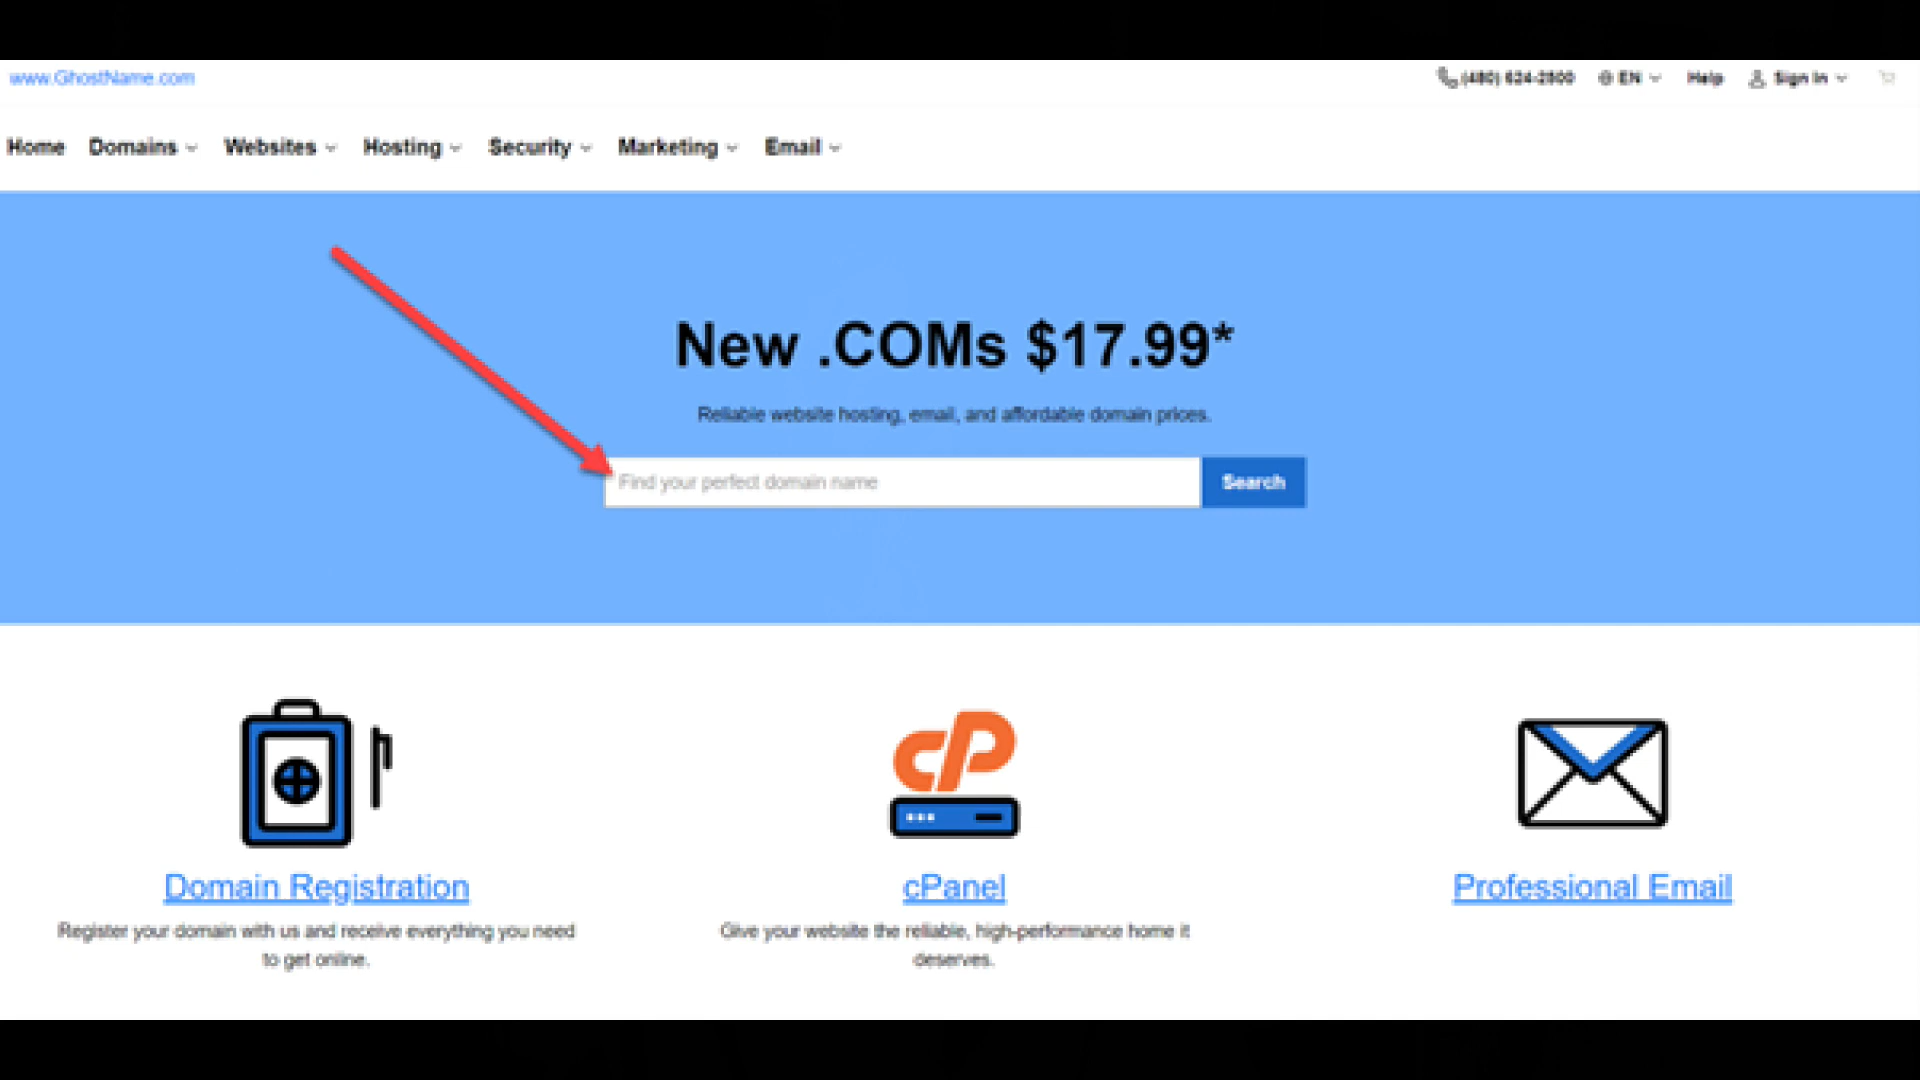 www.GhostName.com
(480) 624-2500 EN Help Sign In
Home Domains Websites Hosting Security Marketing Email
New .COMs $17.99*
Reliable website hosting, email, and affordable domain prices.
Find your perfect domain name Search
cP
Domain Registration
Register your domain with us and receive everything you need
to get online.
cPanel
Give your website the reliable, high-performance home it
deserves.
Professional Email